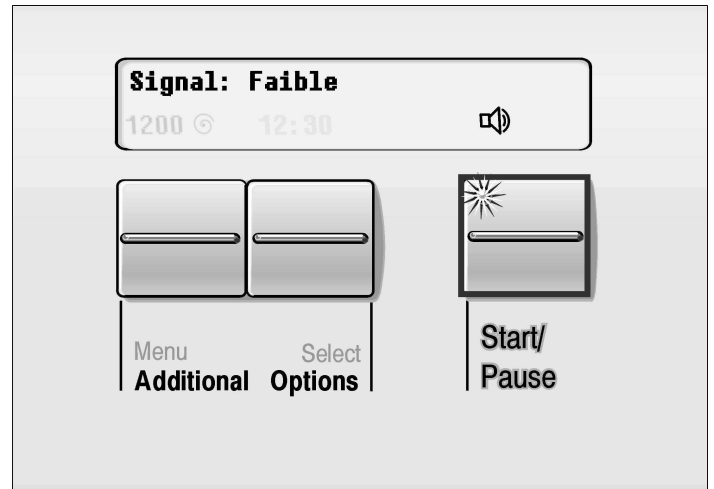 Signal: Faible
1200 12:30
Menu Select
Additional Options
Start/
Pause